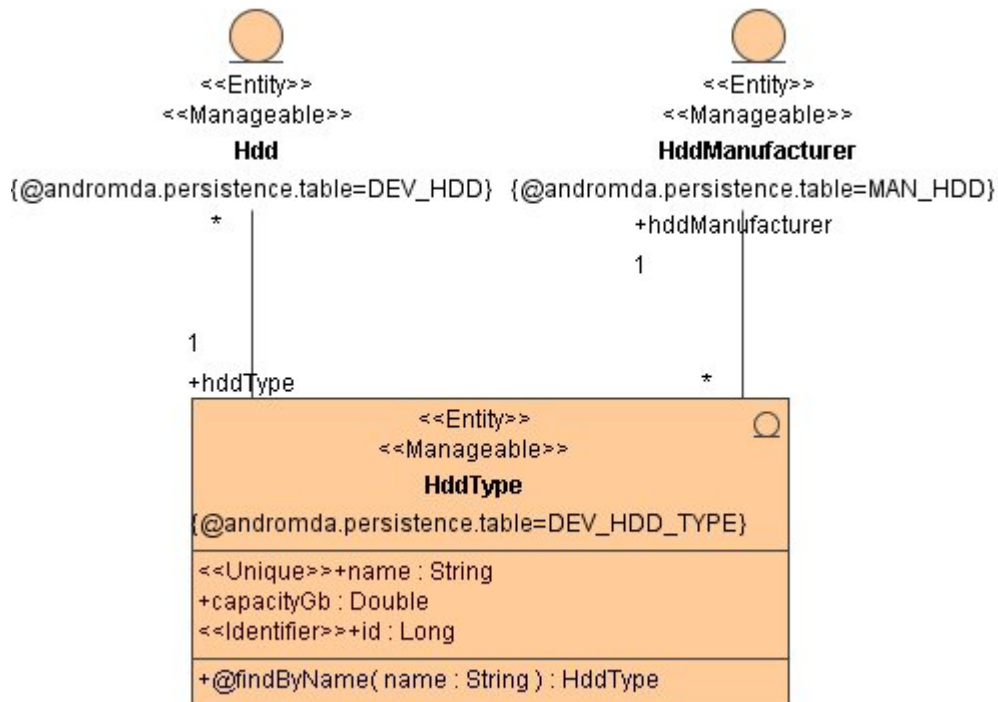 <<Entity>>
<<Manageable>>
Hdd
{@andromda.persistence.table=DEV_HDD}
*
<<Entity>>
<<Manageable>>
HddManufacturer
{@andromda.persistence.table=MAN_HDD}
+hddManufacturer
1
1
+hddType
*
<<Entity>>
<<Manageable>>
HddType
{@andromda.persistence.table=DEV_HDD_TYPE}
<<Unique>>+name : String
+capacityGb : Double
<<Identifier>>+id : Long
+@findByName( name : String ) : HddType